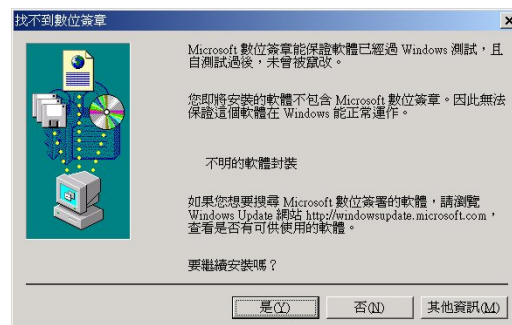 找不到數位簽章
Microsoft 數位簽章能保證軟體已經過 Windows 測試，且
自測試過後，未曾被竄改。
您即將安裝的軟體不包含 Microsoft 數位簽章。因此無法
保證這個軟體在 Windows 能正常運作。
不明的軟體封裝
如果您想要搜尋 Microsoft 數位簽署的軟體，請瀏覽
Windows Update 網站 http://windowsupdate.microsoft.com，
查看是否有可供使用的軟體。
要繼續安裝嗎？
是(Y) 否(N) 其他資訊(M)